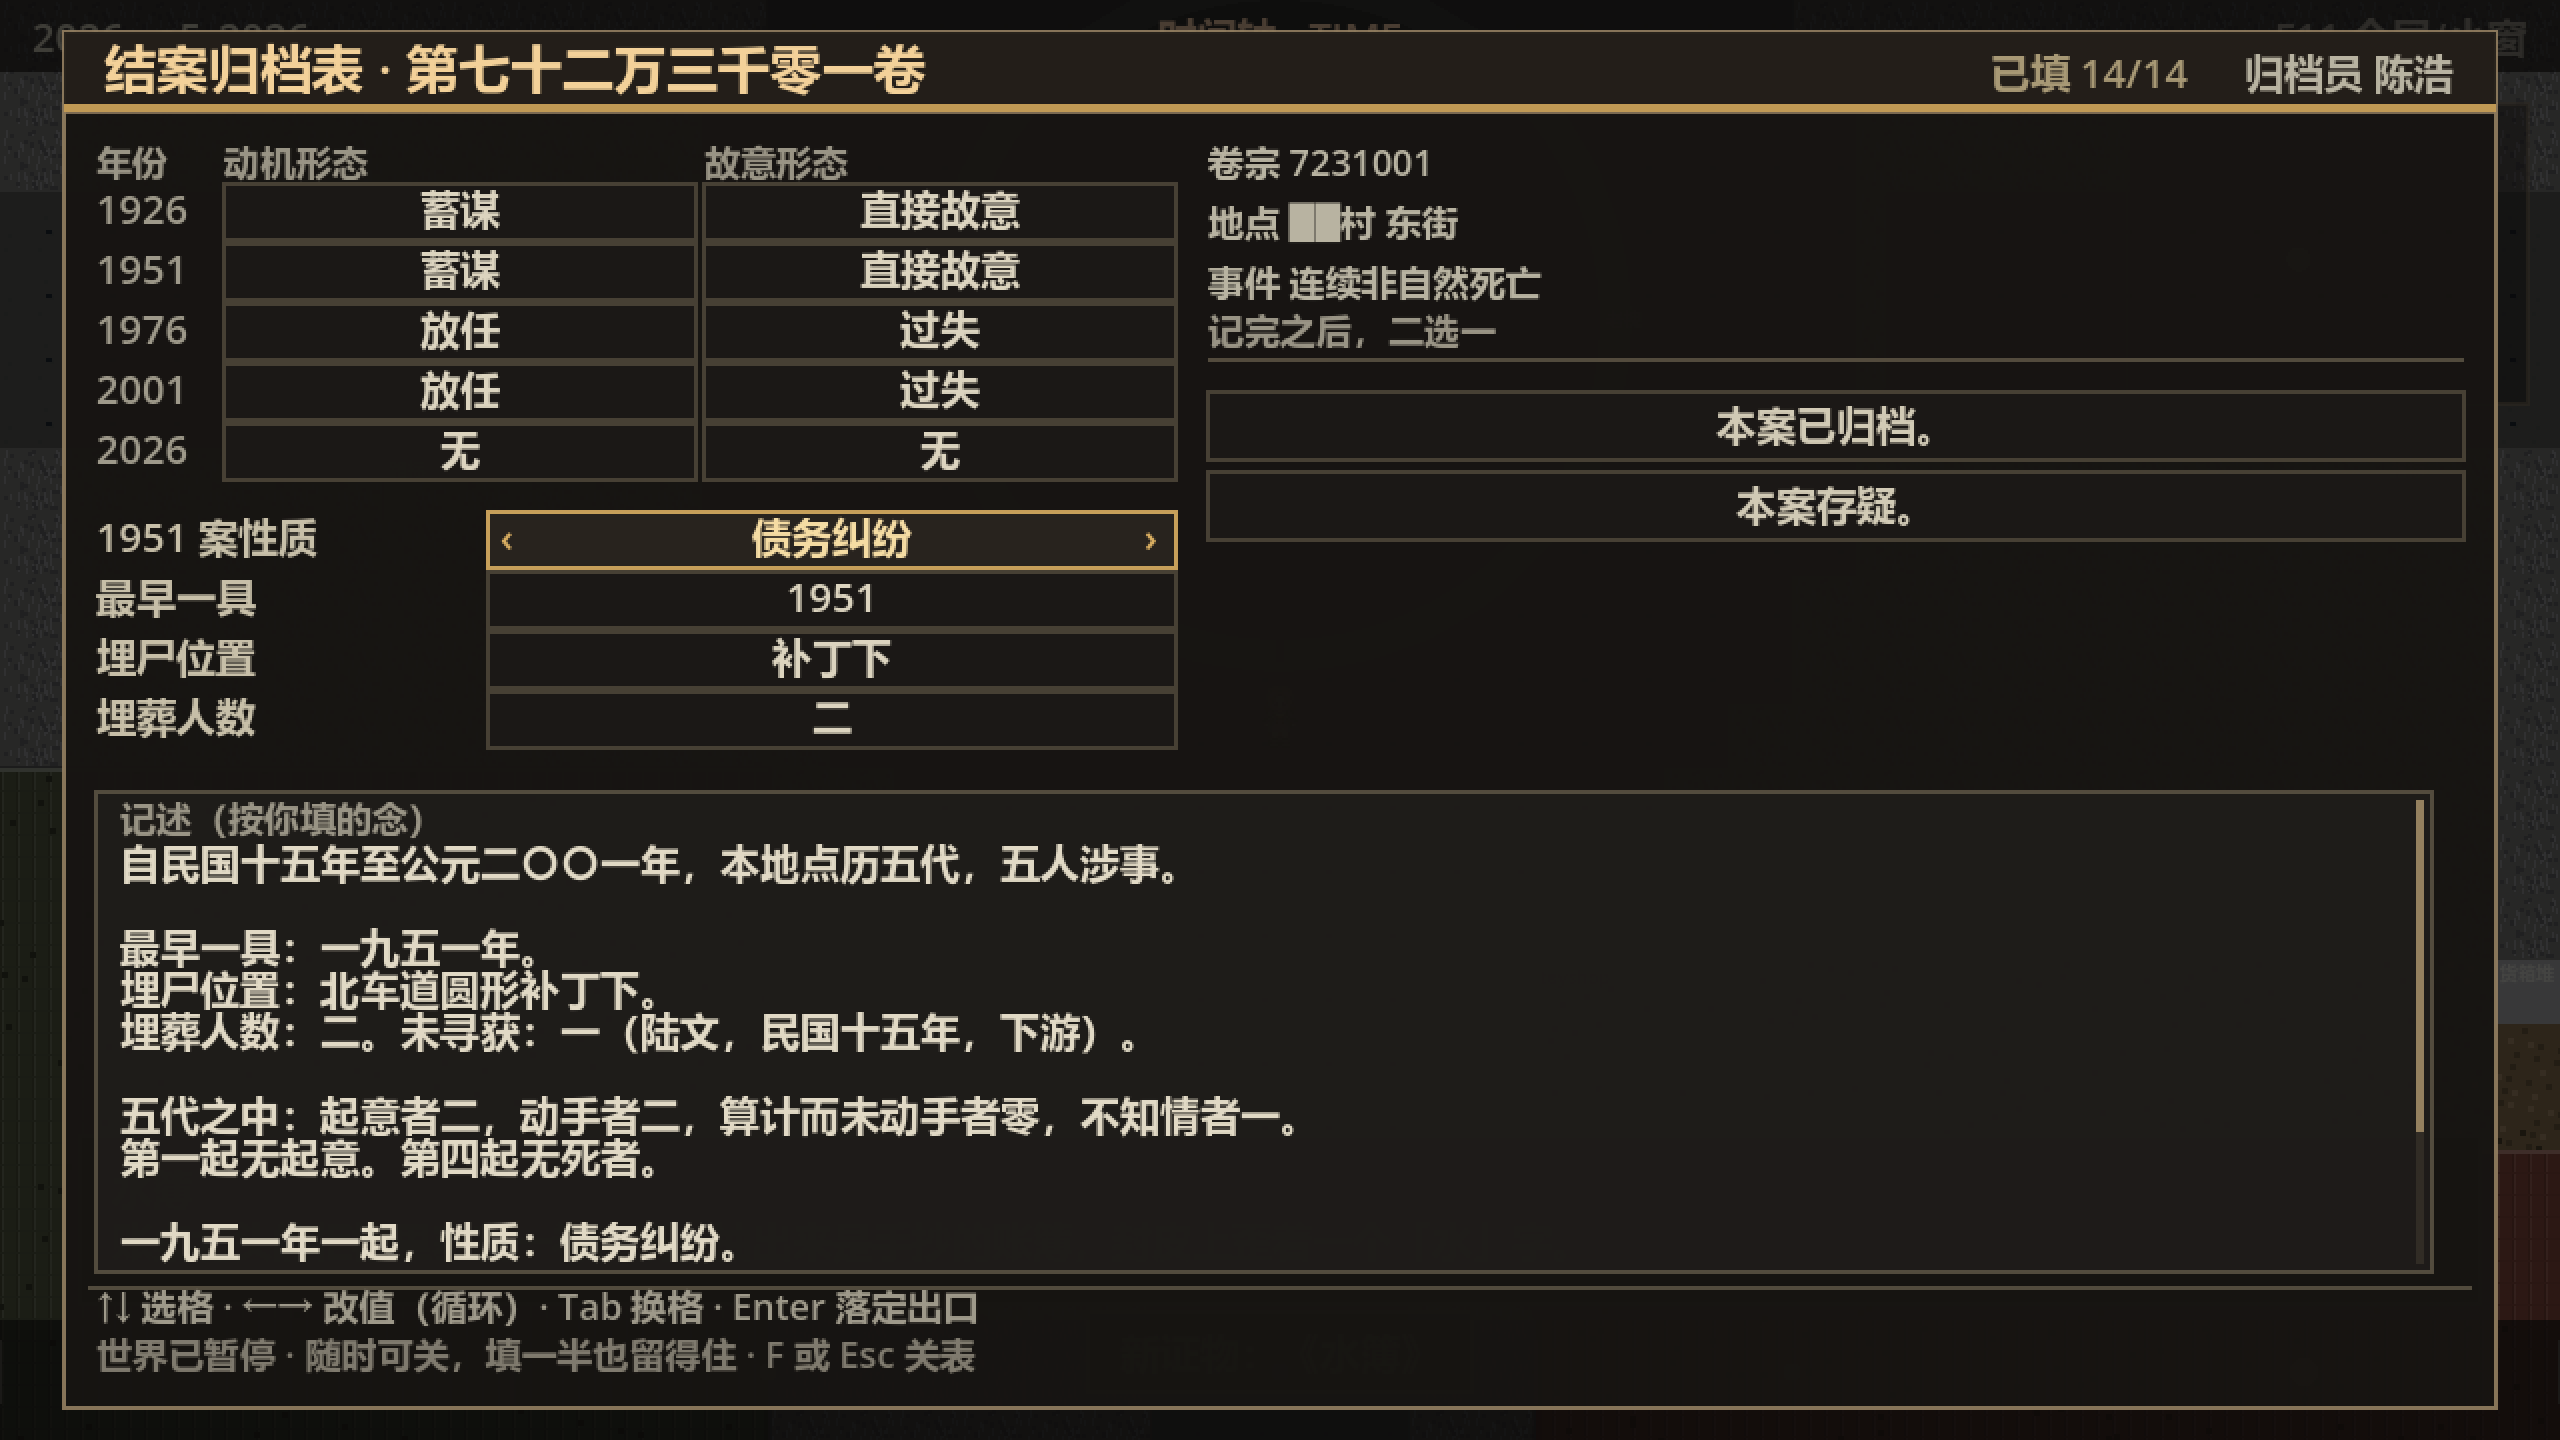 结案归档表 · 第七十二万三千零一卷
已填 14/14 归档员 陈浩
年份 动机形态 故意形态
1926 蓄谋 直接故意
1951 蓄谋 直接故意
1976 放任 过失
2001 放任 过失
2026 无 无
1951 案性质 ‹ 债务纠纷 ›
最早一具 1951
埋尸位置 补丁下
埋葬人数 二
卷宗 7231001
地点 ██村 东街
事件 连续非自然死亡
记完之后，二选一
本案已归档。
本案存疑。
记述（按你填的念）
自民国十五年至公元二〇〇一年，本地点历五代，五人涉事。
最早一具：一九五一年。
埋尸位置：北车道圆形补丁下。
埋葬人数：二。未寻获：一（陆文，民国十五年，下游）。
五代之中：起意者二，动手者二，算计而未动手者零，不知情者一。
第一起无起意。第四起无死者。
一九五一年一起，性质：债务纠纷。
↑↓ 选格 · ←→ 改值（循环） · Tab 换格 · Enter 落定出口
世界已暂停 · 随时可关，填一半也留得住 · F 或 Esc 关表